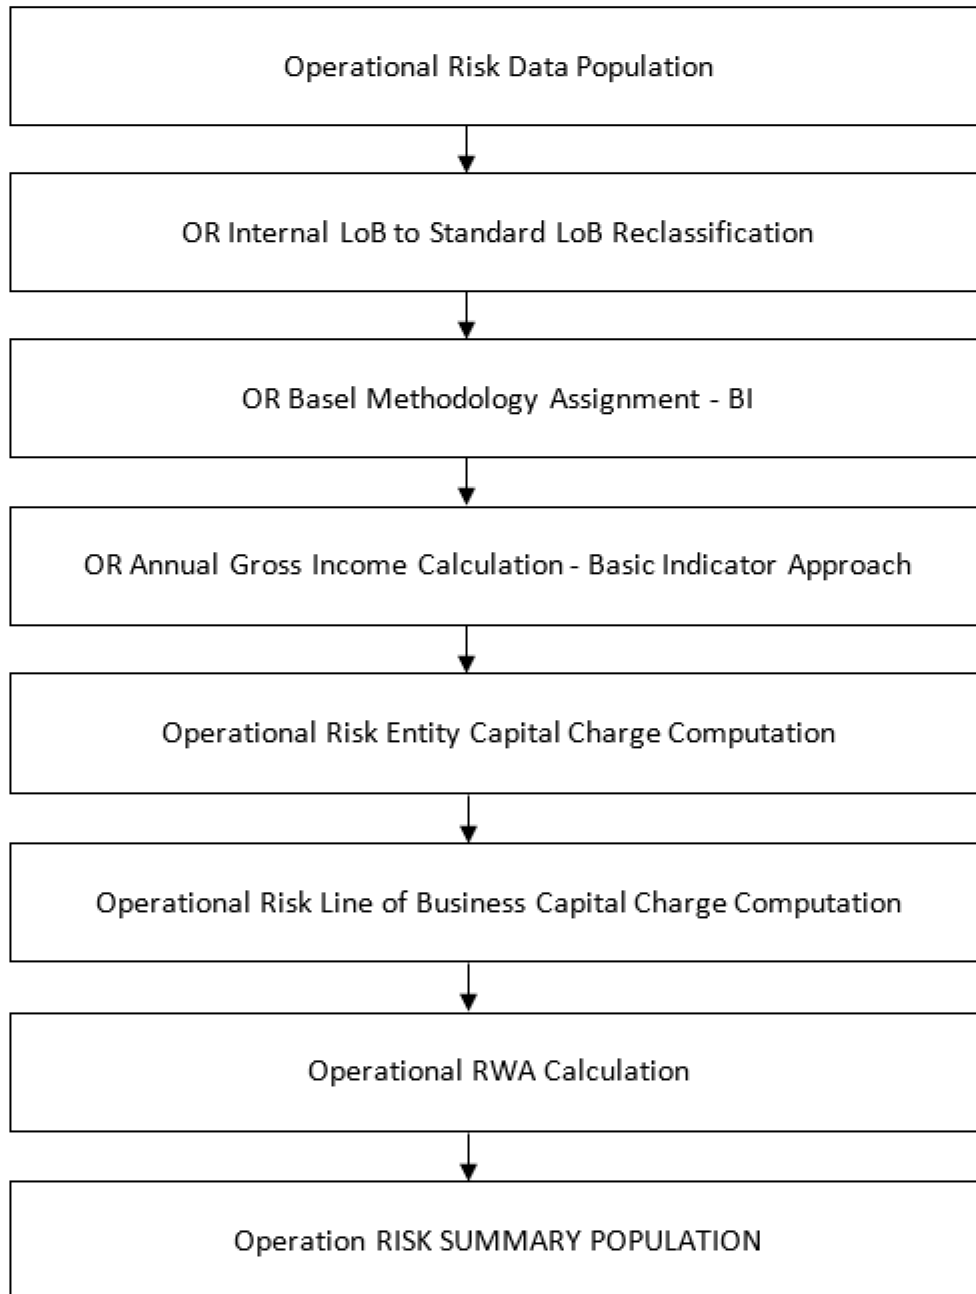 Operational Risk Data Population
OR Internal LoB to Standard LoB Reclassification
OR Basel Methodology Assignment - BI
OR Annual Gross Income Calculation - Basic Indicator Approach
Operational Risk Entity Capital Charge Computation
Operational Risk Line of Business Capital Charge Computation
Operational RWA Calculation
Operation RISK SUMMARY POPULATION